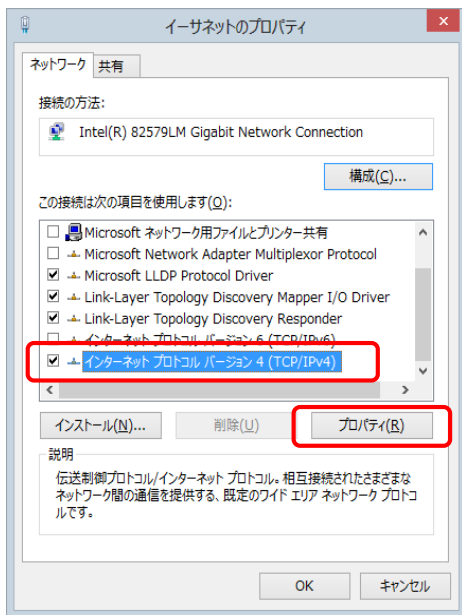 イーサネットのプロパティ
ネットワーク 共有
接続の方法:
Intel(R) 82579LM Gigabit Network Connection
構成(C)...
この接続は次の項目を使用します(O):
Microsoft ネットワーク用ファイルとプリンター共有
Microsoft Network Adapter Multiplexor Protocol
Microsoft LLDP Protocol Driver
Link-Layer Topology Discovery Mapper I/O Driver
Link-Layer Topology Discovery Responder
インターネット プロトコル バージョン 6 (TCP/IPv6)
インターネット プロトコル バージョン 4 (TCP/IPv4)
インストール(N)... 削除(U) プロパティ(R)
説明
伝送制御プロトコル/インターネット プロトコル。相互接続されたさまざまな
ネットワーク間の通信を提供する、既定のワイド エリア ネットワーク プロトコ
ルです。
OK キャンセル